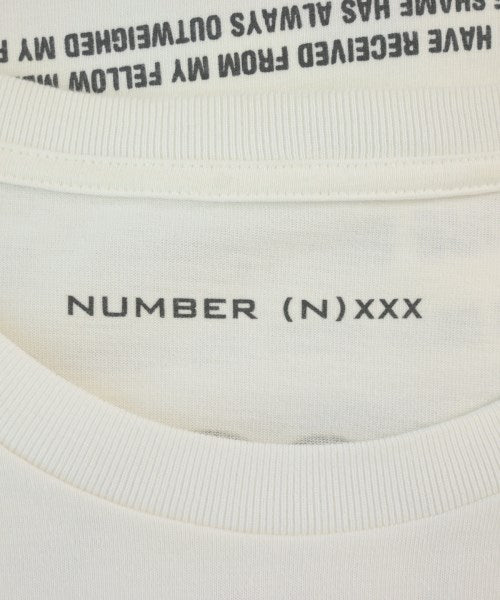 HAVE RECEIVED FROM MY FELLOW
SHAME HAS ALWAYS OUTWEIGHED MY
NUMBER (N)XXX